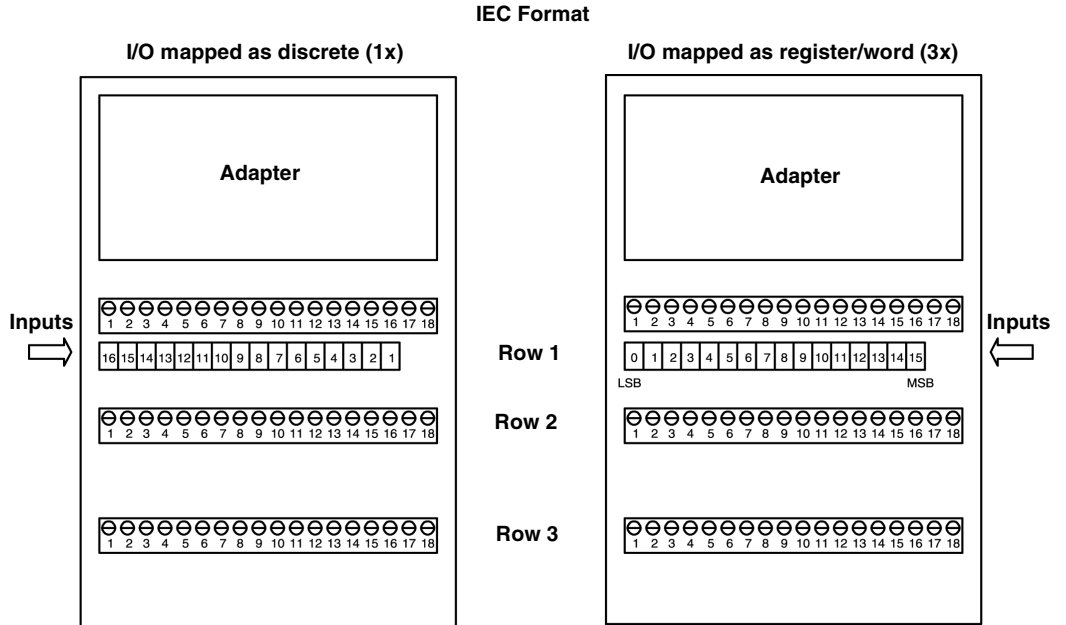 IEC Format
I/O mapped as discrete (1x)
I/O mapped as register/word (3x)
Adapter
Adapter
1 2 3 4 5 6 7 8 9 10 11 12 13 14 15 16 17 18
1 2 3 4 5 6 7 8 9 10 11 12 13 14 15 16 17 18
Inputs
16 15 14 13 12 11 10 9 8 7 6 5 4 3 2 1
Row 1
0 1 2 3 4 5 6 7 8 9 10 11 12 13 14 15
Inputs
LSB
MSB
1 2 3 4 5 6 7 8 9 10 11 12 13 14 15 16 17 18
Row 2
1 2 3 4 5 6 7 8 9 10 11 12 13 14 15 16 17 18
1 2 3 4 5 6 7 8 9 10 11 12 13 14 15 16 17 18
Row 3
1 2 3 4 5 6 7 8 9 10 11 12 13 14 15 16 17 18